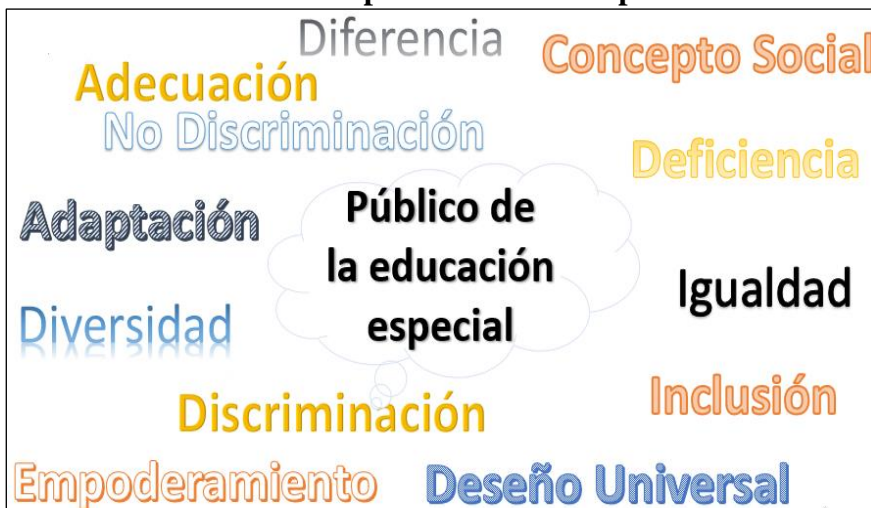 Diferencia
Concepto Social
Adecuación
No Discriminación
Deficiencia
Adaptación
Público de
la educación
especial
Igualdad
Diversidad
Inclusión
Discriminación
Empoderamiento
Deseño Universal